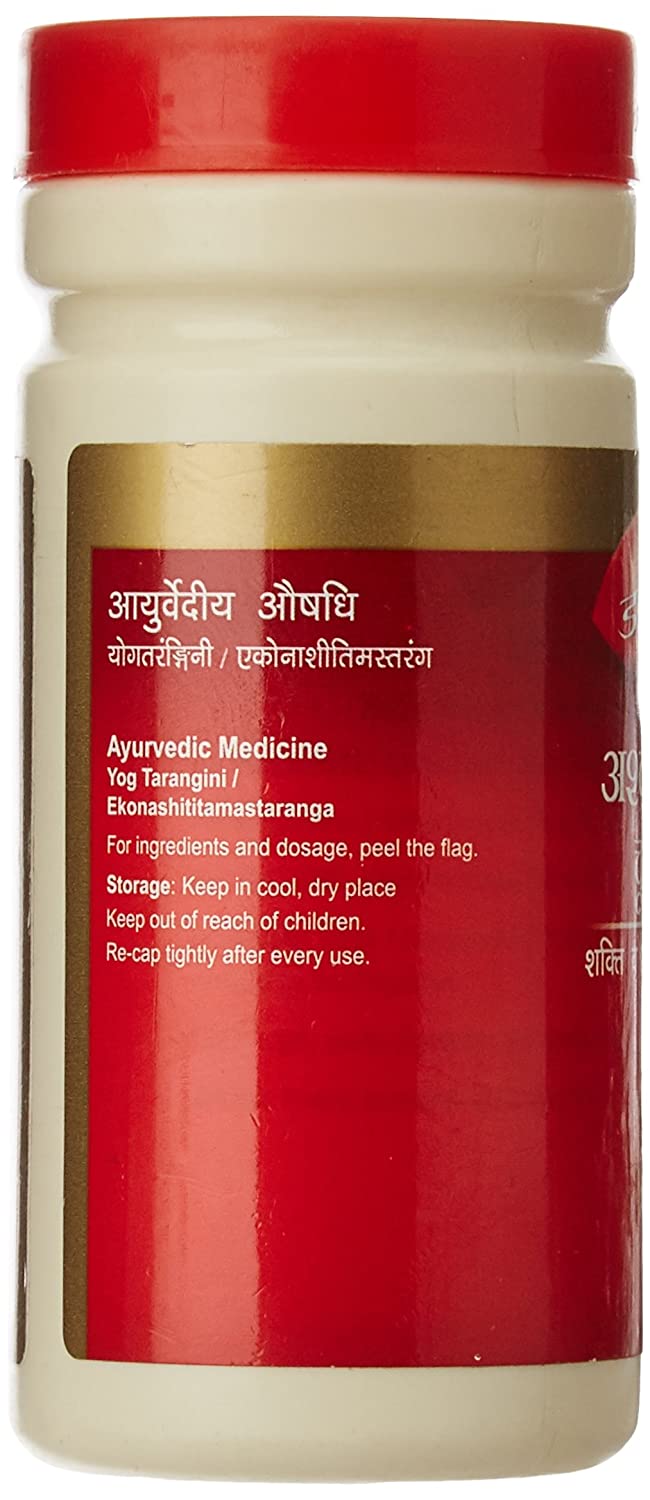 आयुर्वेदीय औषधि
योगतरंङ्गिनी / एकोनाशीतिमस्तरंग
Ayurvedic Medicine
Yog Tarangini /
Ekonashititamastaranga
For ingredients and dosage, peel the flag.
Storage: Keep in cool, dry place
Keep out of reach of children.
Re-cap tightly after every use.
शक्ति